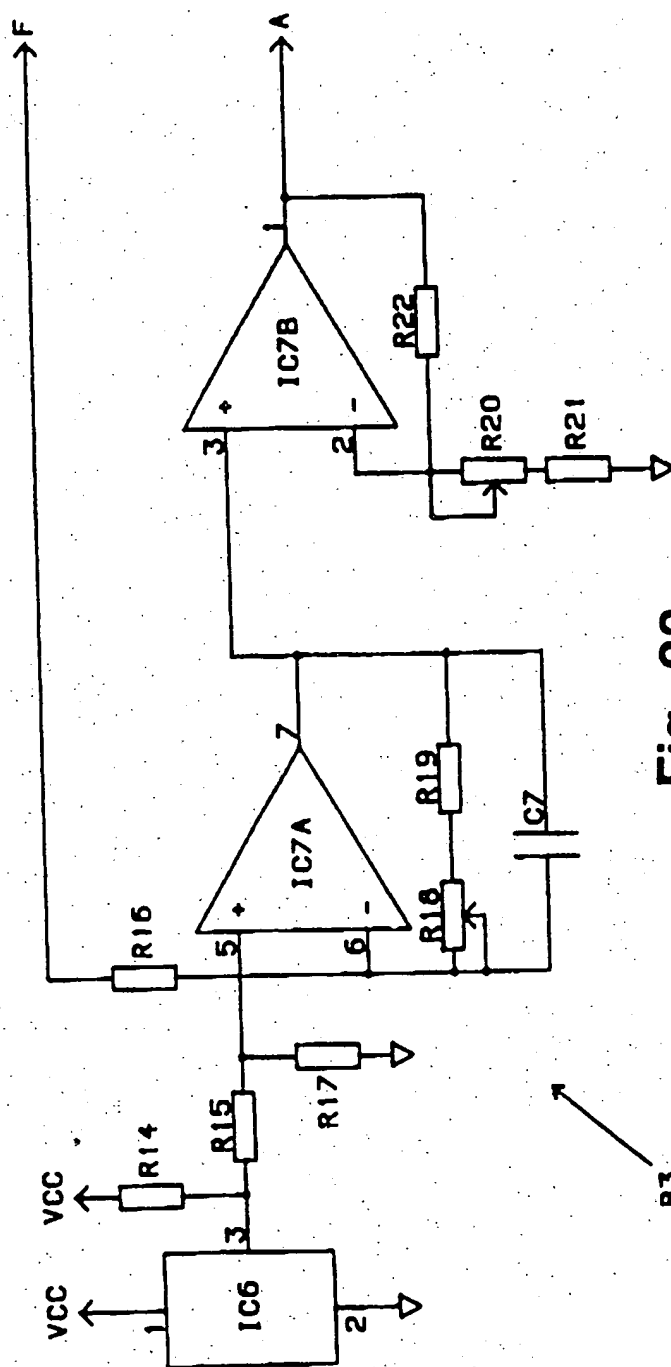 F
A
VCC
VCC
R14
R15
R16
R17
IC6
1
2
3
5
6
7
IC7A
R18
R19
C7
3
2
1
IC7B
R22
R20
R21
+
-
+
-
Fig.